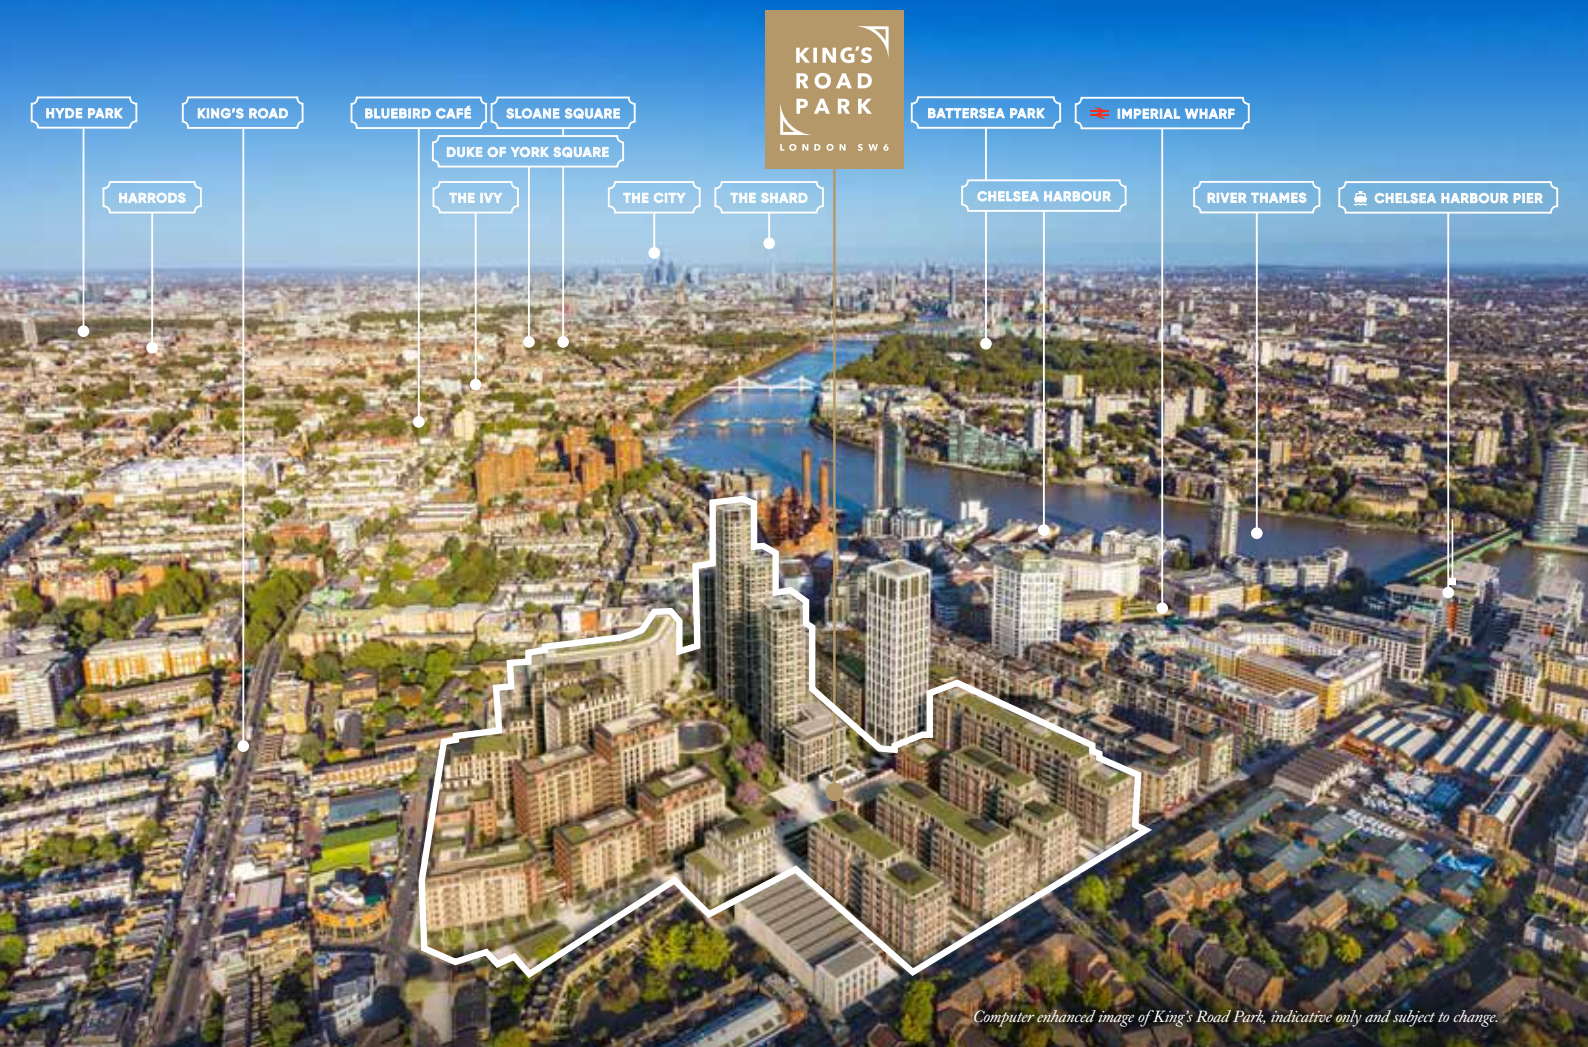 KING'S
ROAD
PARK
LONDON SW6
HYDE PARK
KING'S ROAD
BLUEBIRD CAFÉ
SLOANE SQUARE
BATTERSEA PARK
IMPERIAL WHARF
DUKE OF YORK SQUARE
HARRODS
THE IVY
THE CITY
THE SHARD
CHELSEA HARBOUR
RIVER THAMES
CHELSEA HARBOUR PIER
Computer enhanced image of King's Road Park, indicative only and subject to change.